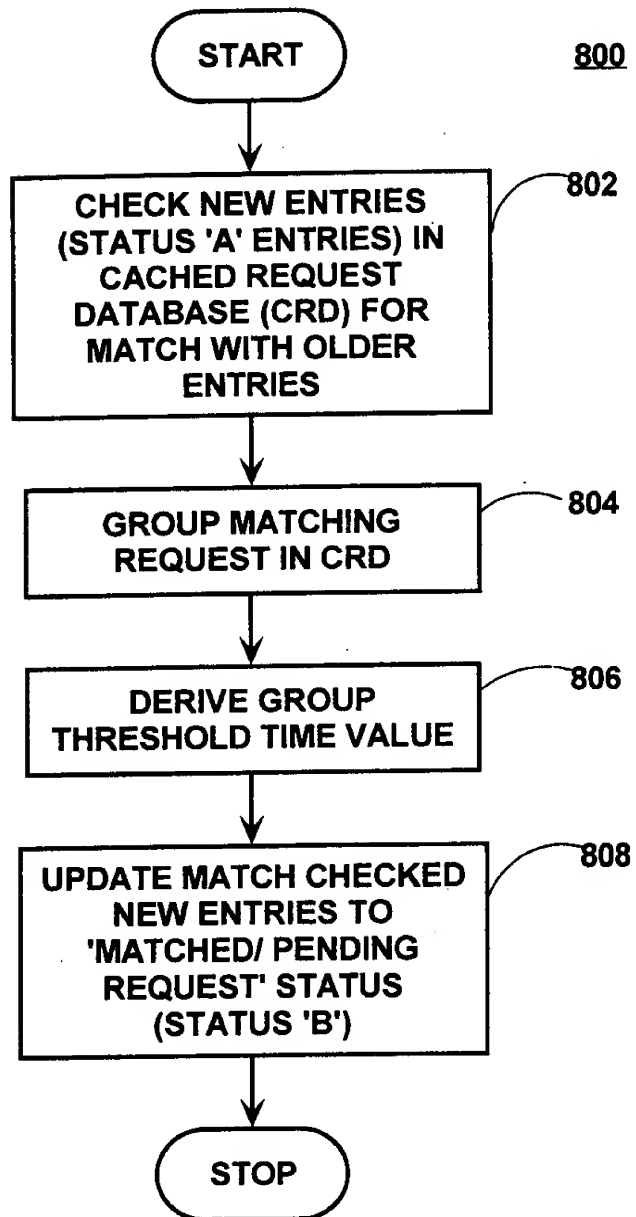 START
800
802
CHECK NEW ENTRIES
(STATUS 'A' ENTRIES) IN
CACHED REQUEST
DATABASE (CRD) FOR
MATCH WITH OLDER
ENTRIES
804
GROUP MATCHING
REQUEST IN CRD
806
DERIVE GROUP
THRESHOLD TIME VALUE
808
UPDATE MATCH CHECKED
NEW ENTRIES TO
'MATCHED/ PENDING
REQUEST' STATUS
(STATUS 'B')
STOP